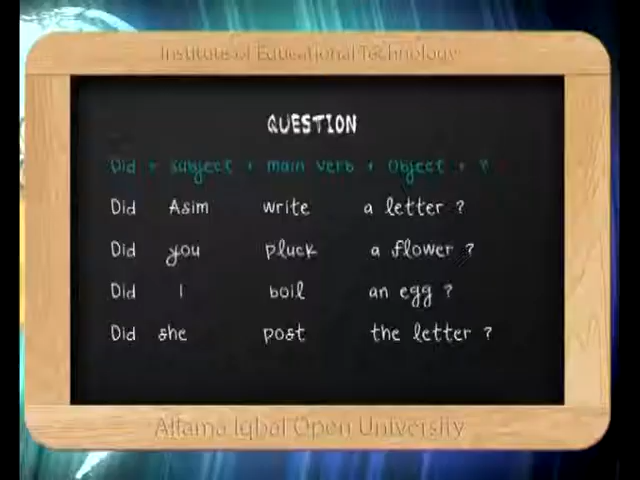 Institute of Educational Technology
QUESTION
Did + subject + main verb + Object + ?
Did Asim write a letter ?
Did you pluck a flower ?
Did I boil an egg ?
Did she post the letter ?
Allama Iqbal Open University